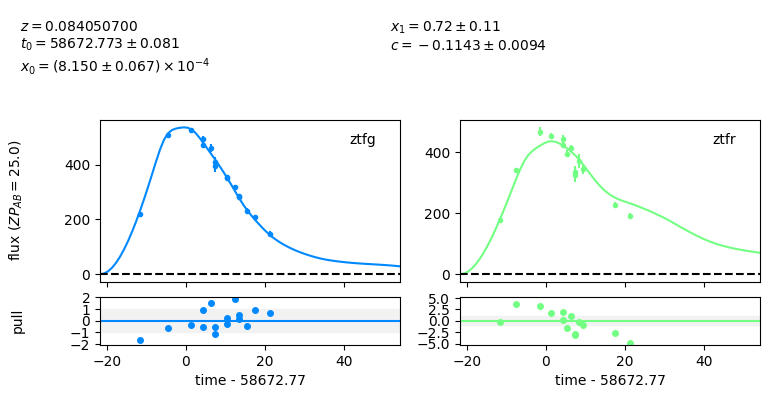 z = 0.084050700
t₀ = 58672.773 ± 0.081
x₀ = (8.150 ± 0.067) × 10⁻⁴
x₁ = 0.72 ± 0.11
c = −0.1143 ± 0.0094
flux (ZP_AB = 25.0)
400
200
0
ztfg
400
200
0
ztfr
pull
2
1
0
−1
−2
−20
0
20
40
time - 58672.77
5.0
2.5
0.0
−2.5
−5.0
−20
0
20
40
time - 58672.77